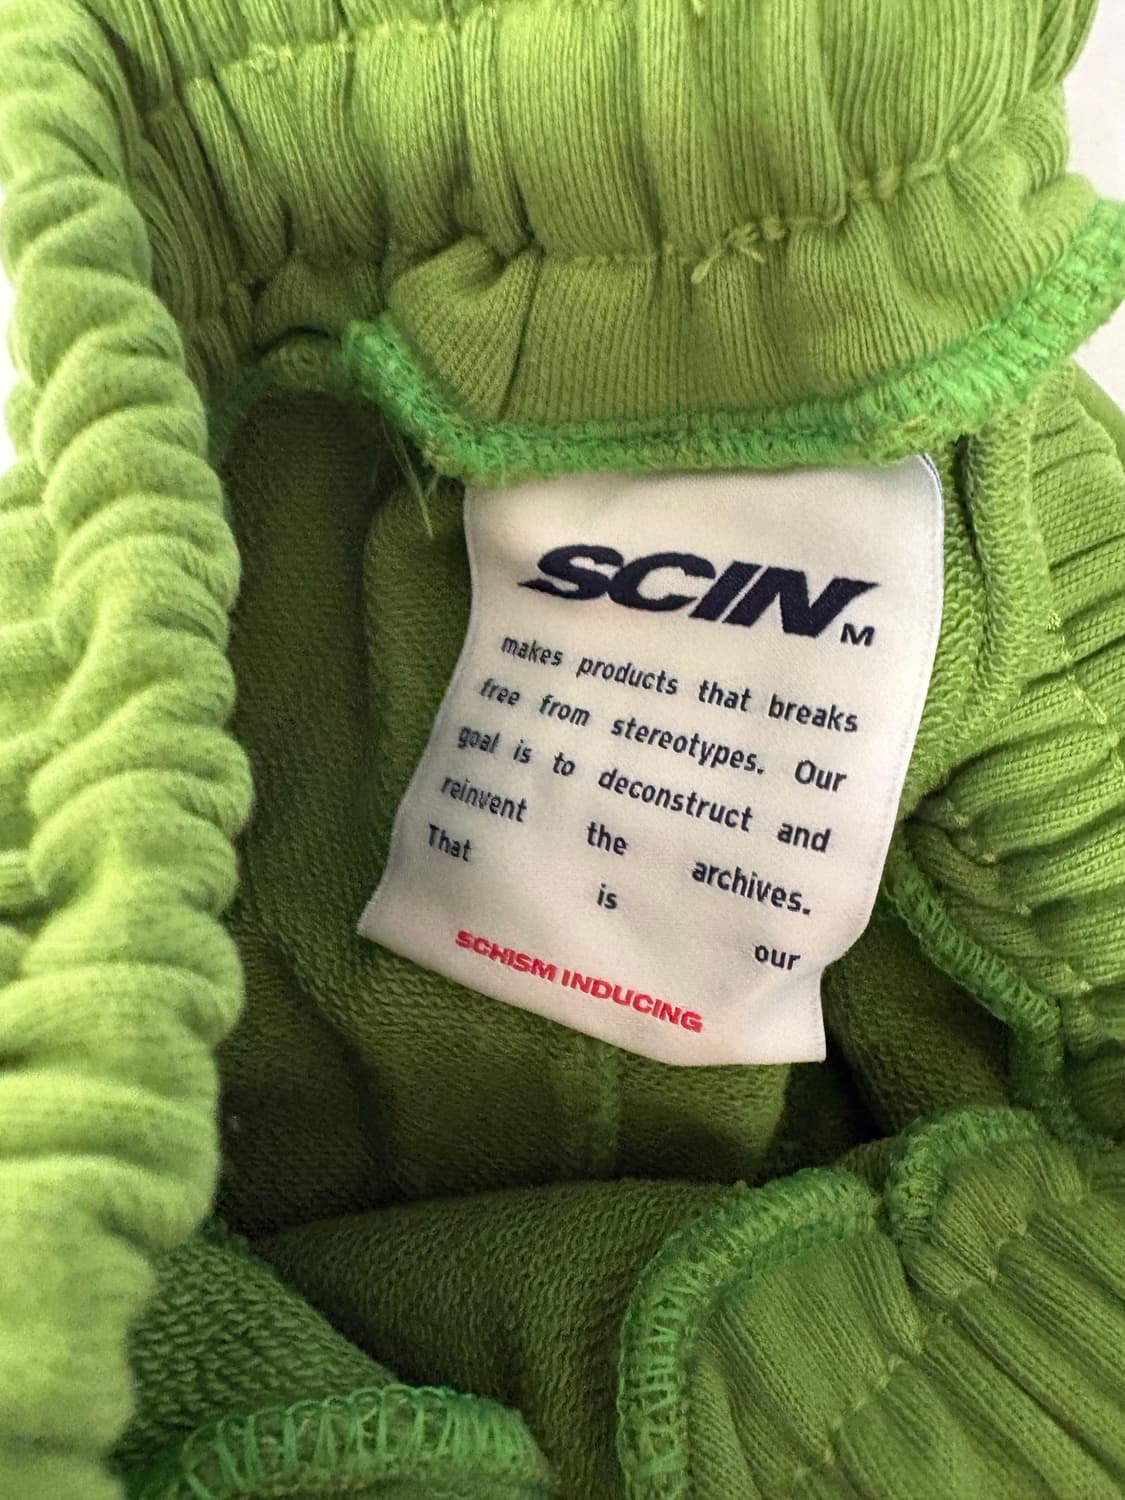 SCIN
M
makes products that breaks
free from stereotypes. Our
goal is to deconstruct and
reinvent the archives.
That is our
SCHISM INDUCING